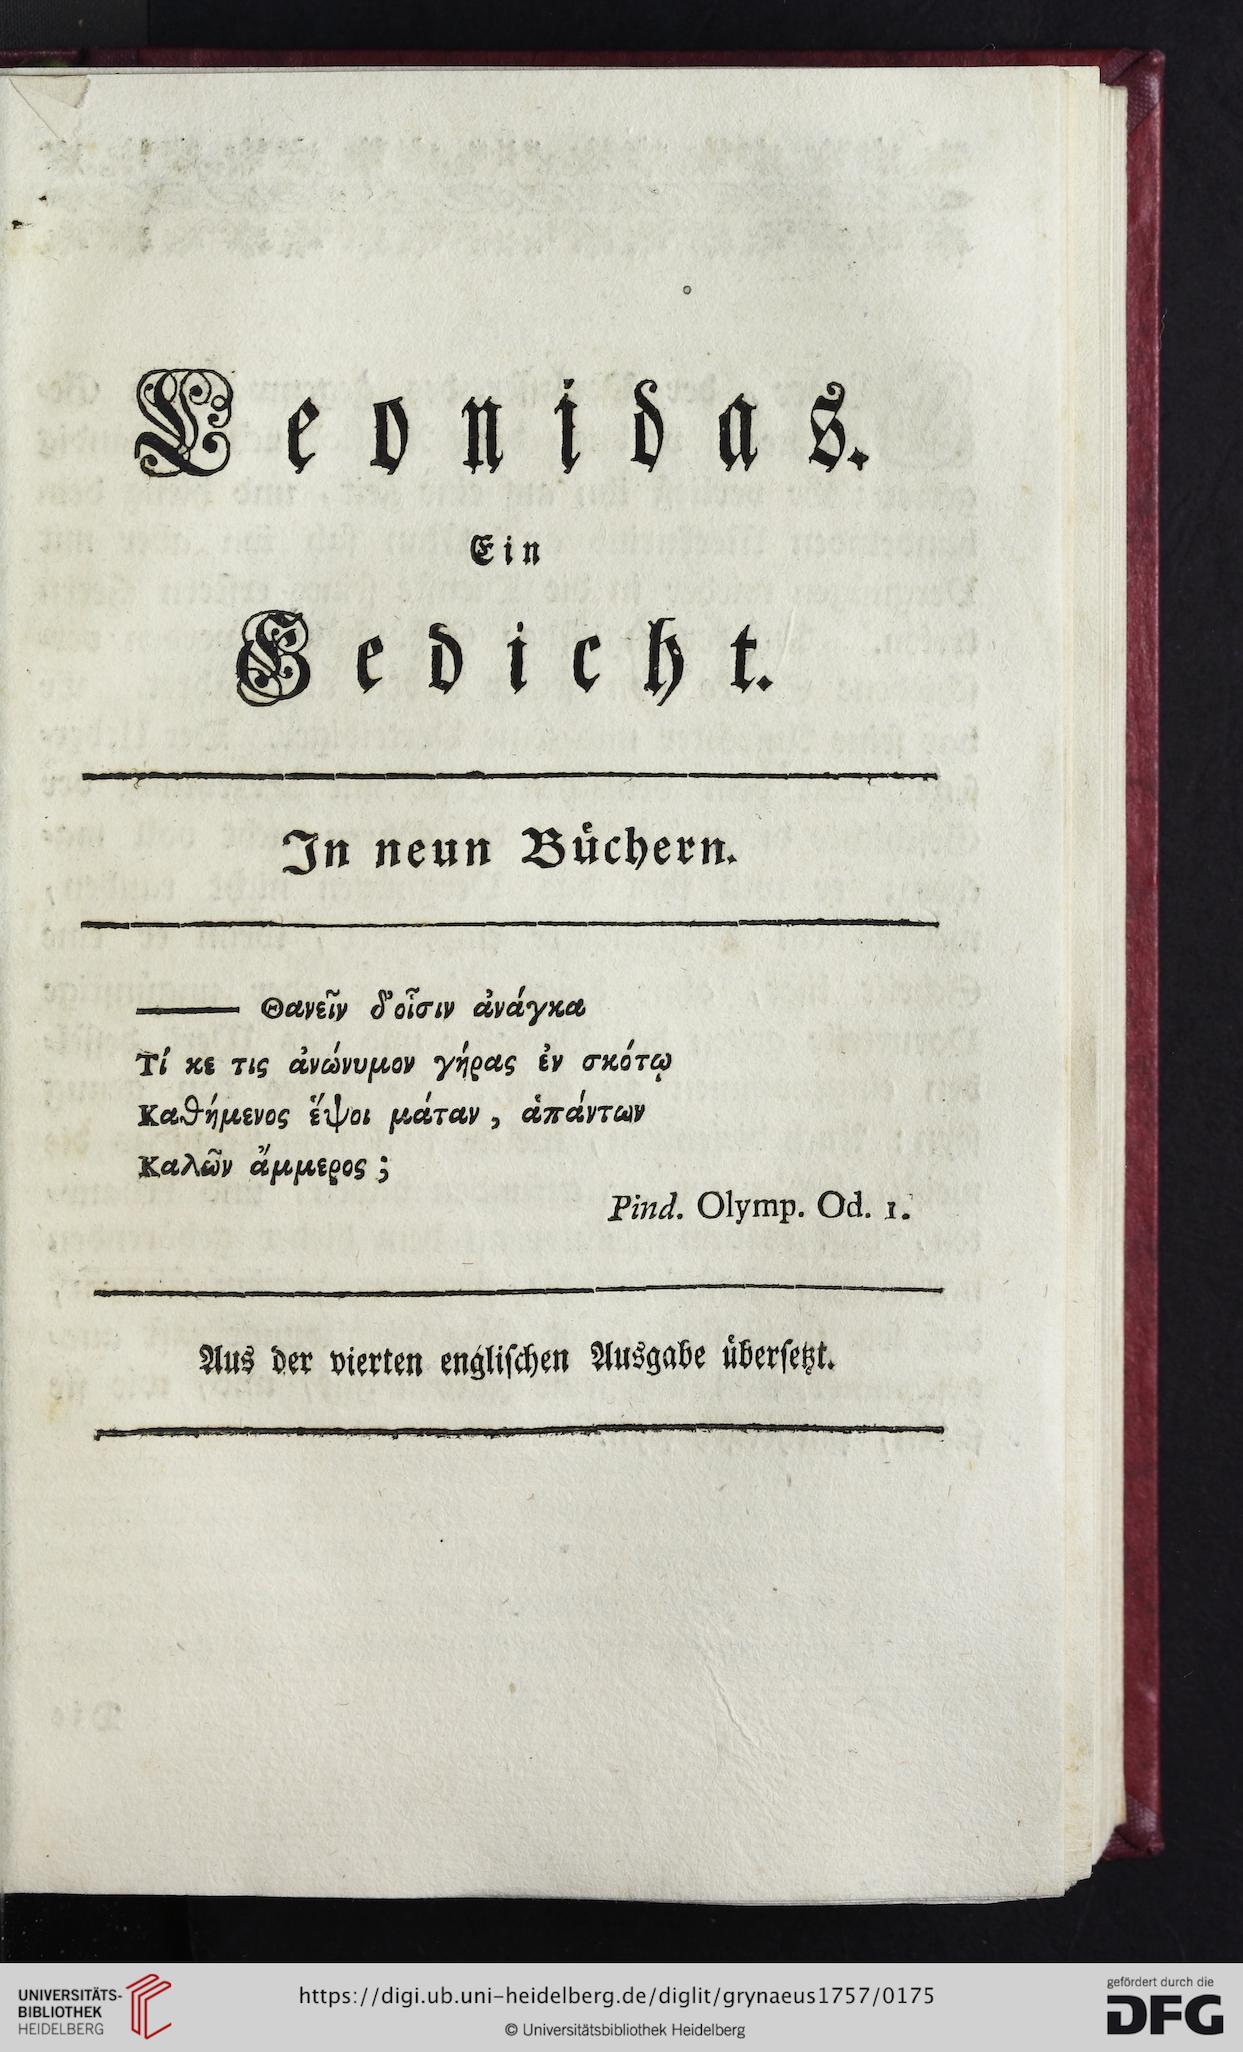 Leonidas.
Ein
Gedicht.
In neun Büchern.
——— Θανεῖν δ'οἷσιν ἀνάγκα
Τί κε τις ἀνώνυμον γήρας ἐν σκότῳ
Καθήμενος ἕψοι μάταν, ἁπάντων
Καλῶν ἄμμερος;
Pind. Olymp. Od. 1.
Aus der vierten engliſchen Ausgabe überſetzt.
UNIVERSITÄTS-
BIBLIOTHEK
HEIDELBERG
https://digi.ub.uni-heidelberg.de/diglit/grynaeus1757/0175
© Universitätsbibliothek Heidelberg
gefördert durch die
DFG